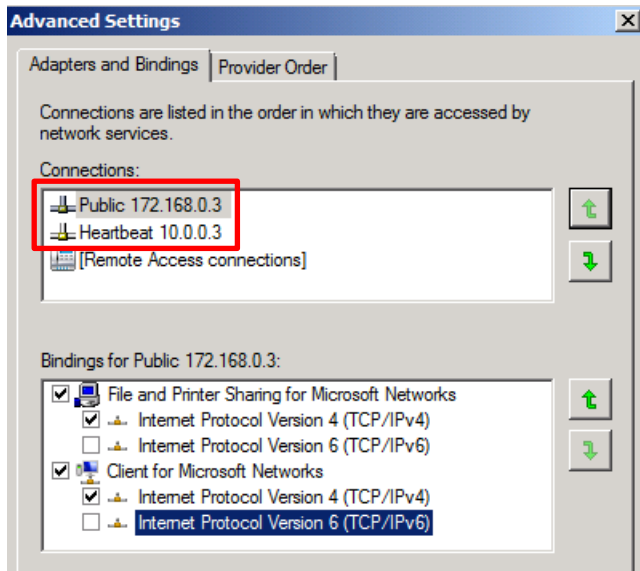 Advanced Settings
Adapters and Bindings
Provider Order
Connections are listed in the order in which they are accessed by
network services.
Connections:
Public 172.168.0.3
Heartbeat 10.0.0.3
[Remote Access connections]
Bindings for Public 172.168.0.3:
File and Printer Sharing for Microsoft Networks
Internet Protocol Version 4 (TCP/IPv4)
Internet Protocol Version 6 (TCP/IPv6)
Client for Microsoft Networks
Internet Protocol Version 4 (TCP/IPv4)
Internet Protocol Version 6 (TCP/IPv6)